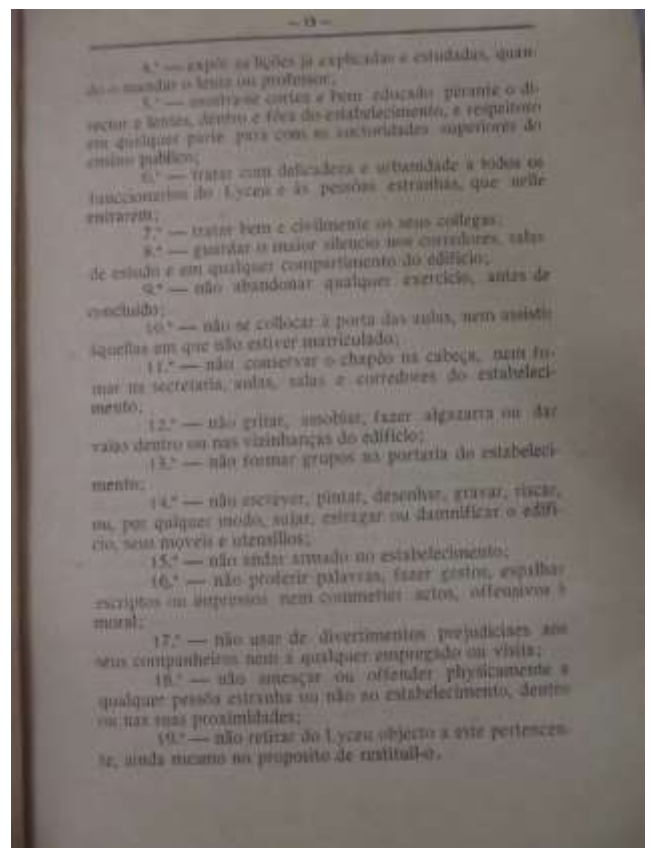 — 15 —
4.º — expôr as lições já explicadas e estudadas, quan-
do o mandar o lente ou professor;
5.º — mostrar-se cortez e bem educado perante o di-
rector e lentes, dentro e fóra do estabelecimento, e respeitoso
em qualquer parte para com as auctoridades superiores do
ensino publico;
6.º — tratar com delicadeza e urbanidade a todos os
funccionarios do Lyceu e ás pessôas estranhas, que nelle
entrarem;
7.º — tratar bem e civilmente os seus collegas;
8.º — guardar o maior silencio nos corredores, salas
de estudo e em qualquer compartimento do edificio;
9.º — não abandonar qualquer exercicio, antes de
concluido;
10.º — não se collocar á porta das aulas, nem assistir
áquellas em que não estiver matriculado;
11.º — não conservar o chapéo na cabeça, nem fu-
mar na secretaria, aulas, salas e corredores do estabeleci-
mento;
12.º — não gritar, assobiar, fazer algazarra ou dar
vaias dentro ou nas vizinhanças do edificio;
13.º — não formar grupos na portaria do estabeleci-
mento;
14.º — não escrever, pintar, desenhar, gravar, riscar,
ou, por qulquer modo, sujar, estragar ou damnificar o edifi-
cio, seus moveis e utensilios;
15.º — não andar armado no estabelecimento;
16.º — não proferir palavras, fazer gestos, espalhar
escriptos ou impressos nem commetter actos, offensivos á
moral;
17.º — não usar de divertimentos prejudiciaes aos
seus companheiros nem a qualquer empregado ou visita;
18.º — não ameaçar ou offender physicamente a
qualquer pessôa estranha ou não ao estabelecimento, dentro
ou nas suas proximidades;
19.º — não retirar do Lyceu objecto a este pertencen-
te, ainda mesmo no proposito de restituil-o.